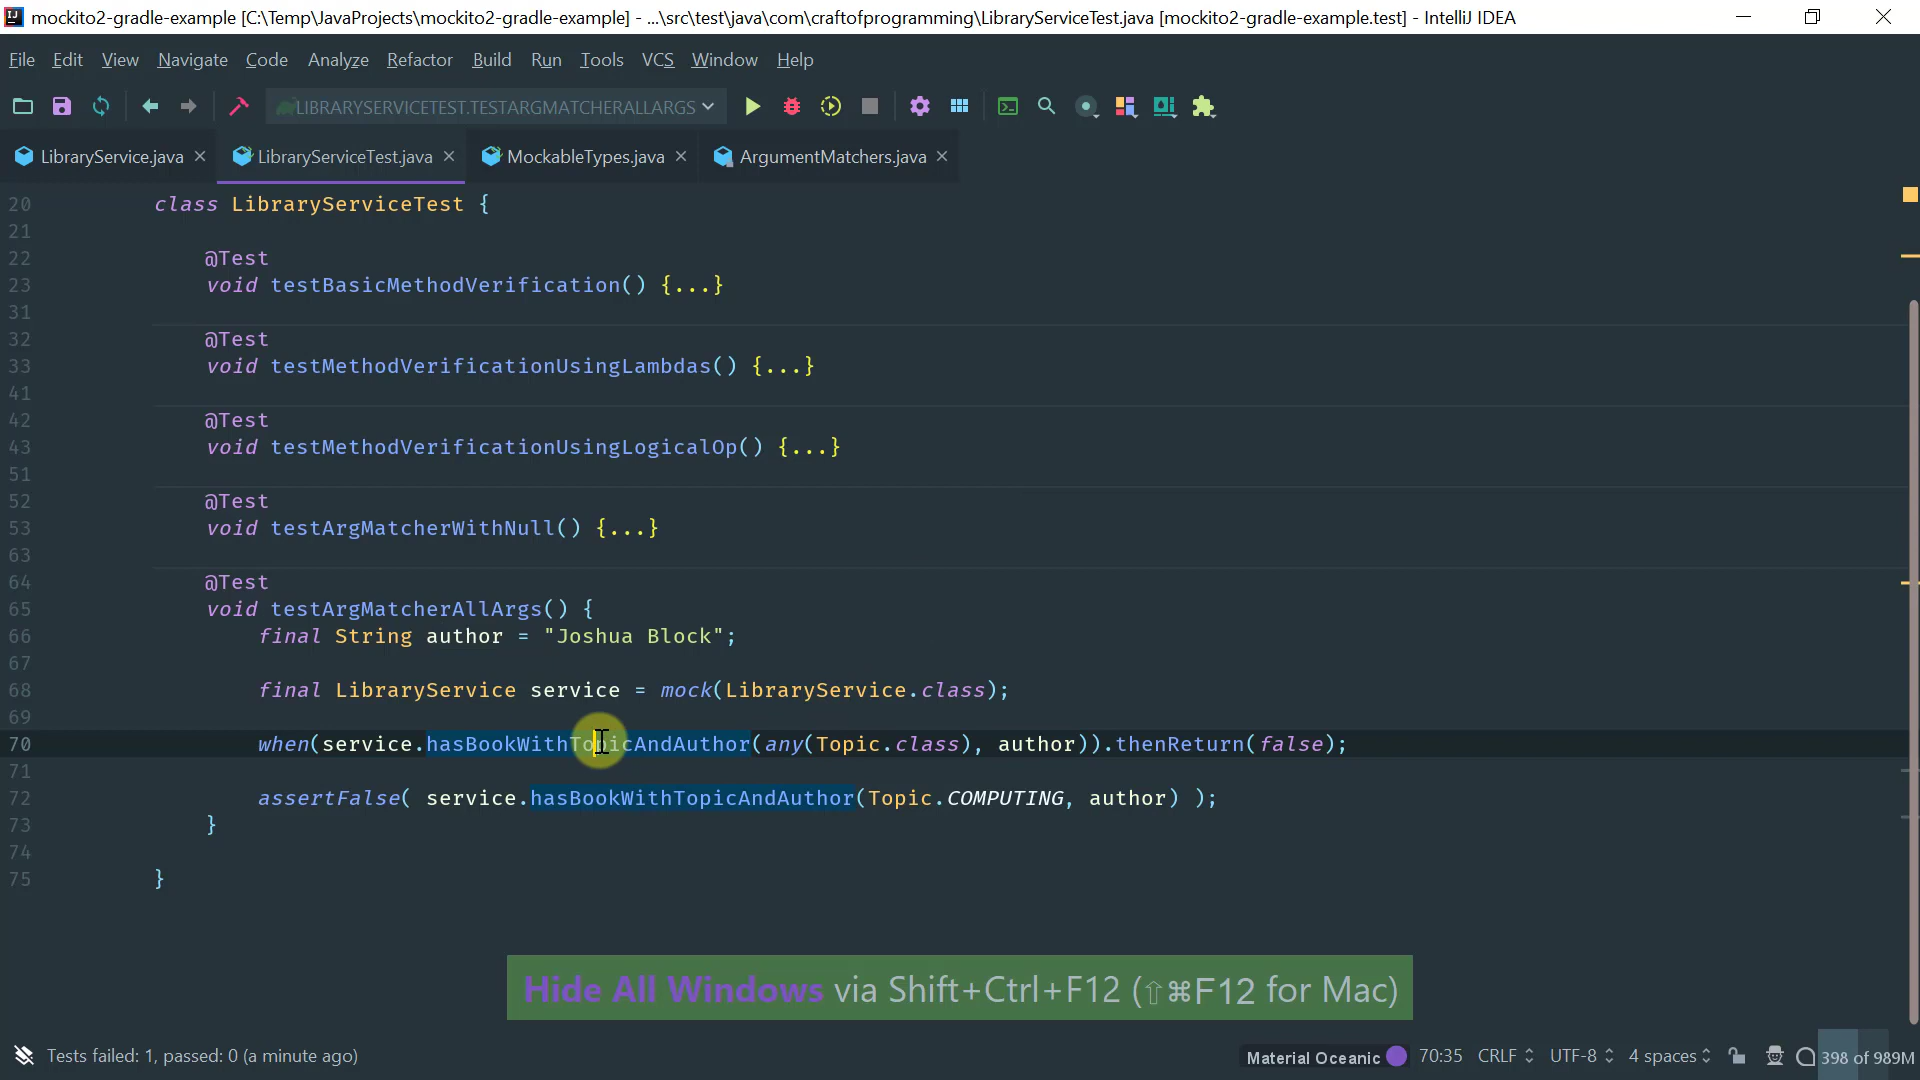 mockito2-gradle-example [C:\Temp\JavaProjects\mockito2-gradle-example] - ...\src\test\java\com\craftofprogramming\LibraryServiceTest.java [mockito2-gradle-example.test] - IntelliJ IDEA
File Edit View Navigate Code Analyze Refactor Build Run Tools VCS Window Help
LIBRARYSERVICETEST.TESTARGMATCHERALLARGS
LibraryService.java LibraryServiceTest.java MockableTypes.java ArgumentMatchers.java
20 class LibraryServiceTest {
21
22 @Test
23 void testBasicMethodVerification() {...}
31
32 @Test
33 void testMethodVerificationUsingLambdas() {...}
41
42 @Test
43 void testMethodVerificationUsingLogicalOp() {...}
51
52 @Test
53 void testArgMatcherWithNull() {...}
63
64 @Test
65 void testArgMatcherAllArgs() {
66 final String author = "Joshua Block";
67
68 final LibraryService service = mock(LibraryService.class);
69
70 when(service.hasBookWithTopicAndAuthor(any(Topic.class), author)).thenReturn(false);
71
72 assertFalse( service.hasBookWithTopicAndAuthor(Topic.COMPUTING, author) );
73 }
74
75 }
Hide All Windows via Shift+Ctrl+F12 (⇧⌘F12 for Mac)
Tests failed: 1, passed: 0 (a minute ago) Material Oceanic 70:35 CRLF UTF-8 4 spaces 398 of 989M